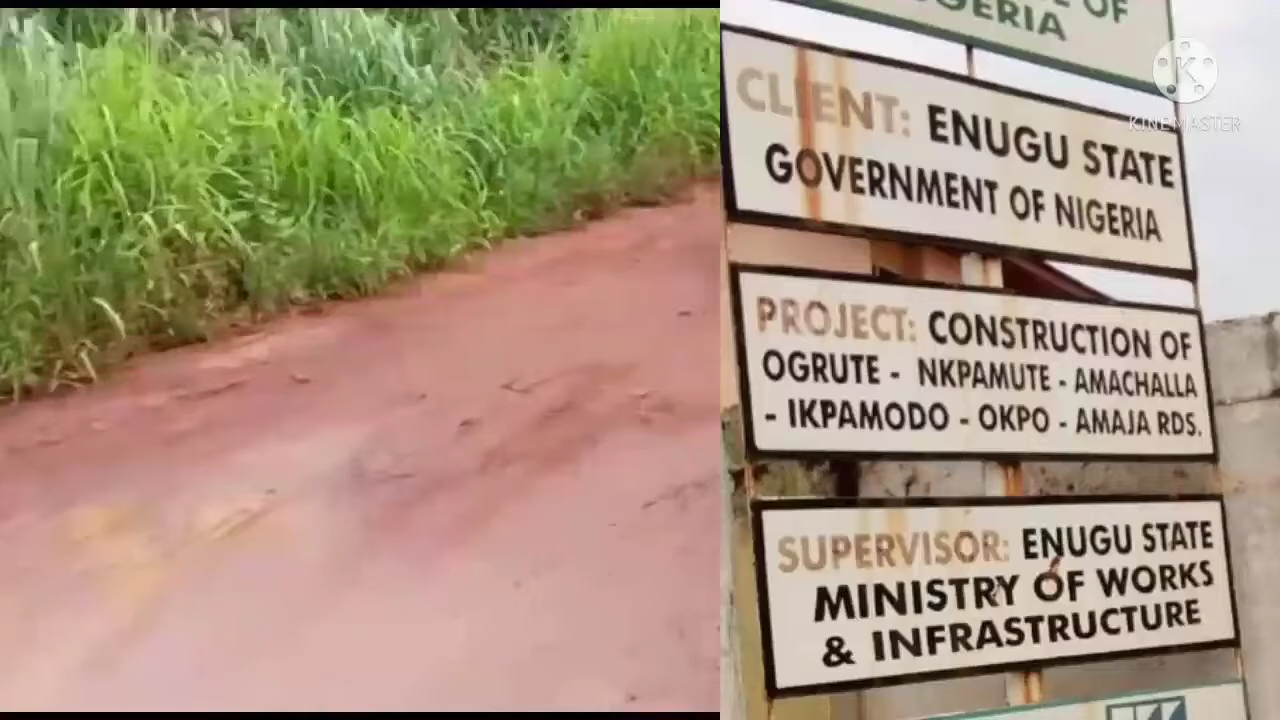 OF
GERIA
CLIENT: ENUGU STATE
GOVERNMENT OF NIGERIA
PROJECT: CONSTRUCTION OF
OGRUTE - NKPAMUTE - AMACHALLA
- IKPAMODO - OKPO - AMAJA RDS.
SUPERVISOR: ENUGU STATE
MINISTRY OF WORKS
& INFRASTRUCTURE
K
KINEMASTER